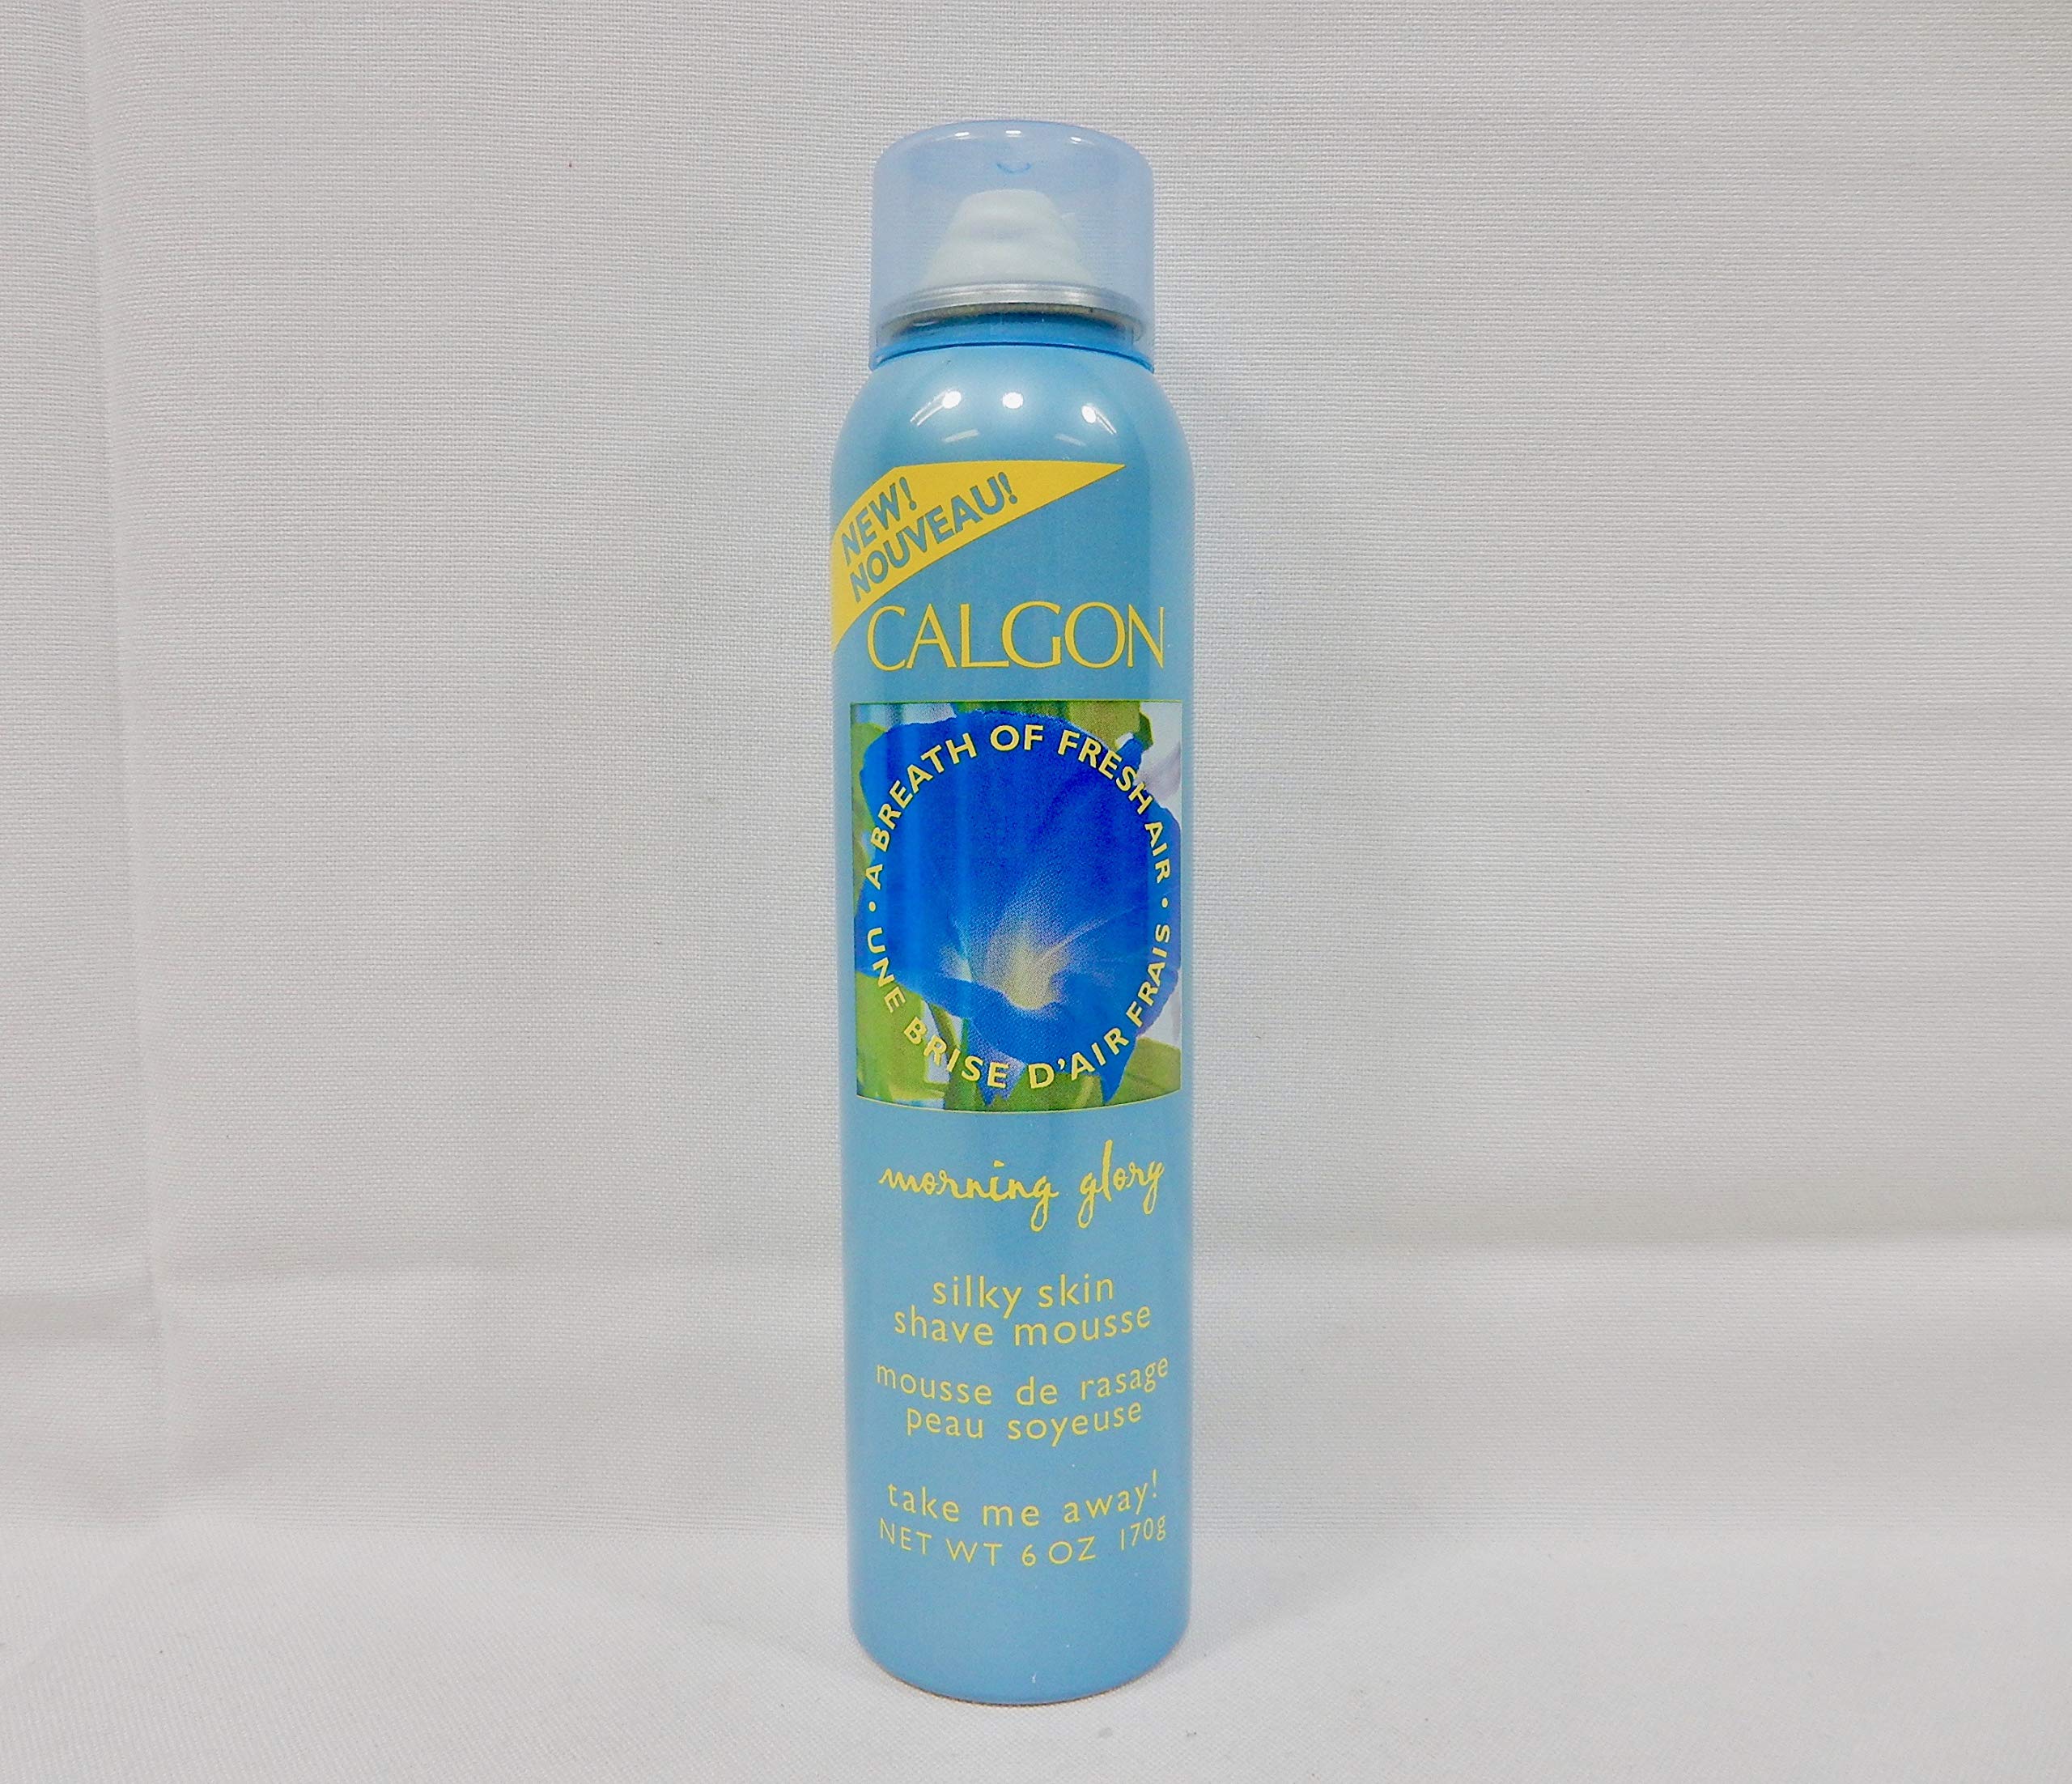 NEW!
NOUVEAU!
CALGON
• A BREATH OF FRESH AIR •
UNE BRISE D'AIR FRAIS
morning glory
silky skin
shave mousse
mousse de rasage
peau soyeuse
take me away!
NET WT 6 OZ 170g